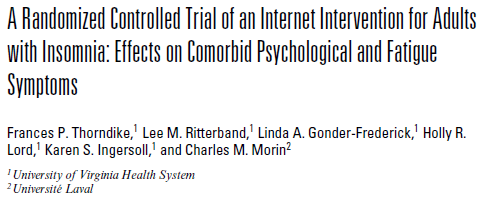 A Randomized Controlled Trial of an Internet Intervention for Adults
with Insomnia: Effects on Comorbid Psychological and Fatigue
Symptoms
Frances P. Thorndike,¹ Lee M. Ritterband,¹ Linda A. Gonder-Frederick,¹ Holly R.
Lord,¹ Karen S. Ingersoll,¹ and Charles M. Morin²
¹ University of Virginia Health System
² Université Laval